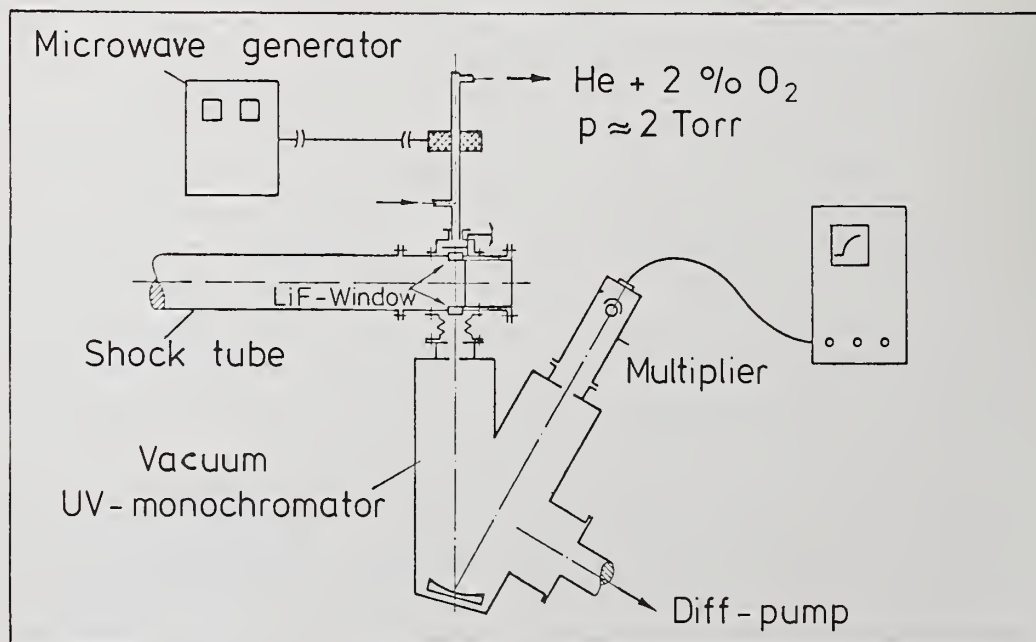 Microwave generator
He + 2 % O₂
p ≈ 2 Torr
LiF-Window
Shock tube
Multiplier
Vacuum
UV-monochromator
Diff-pump